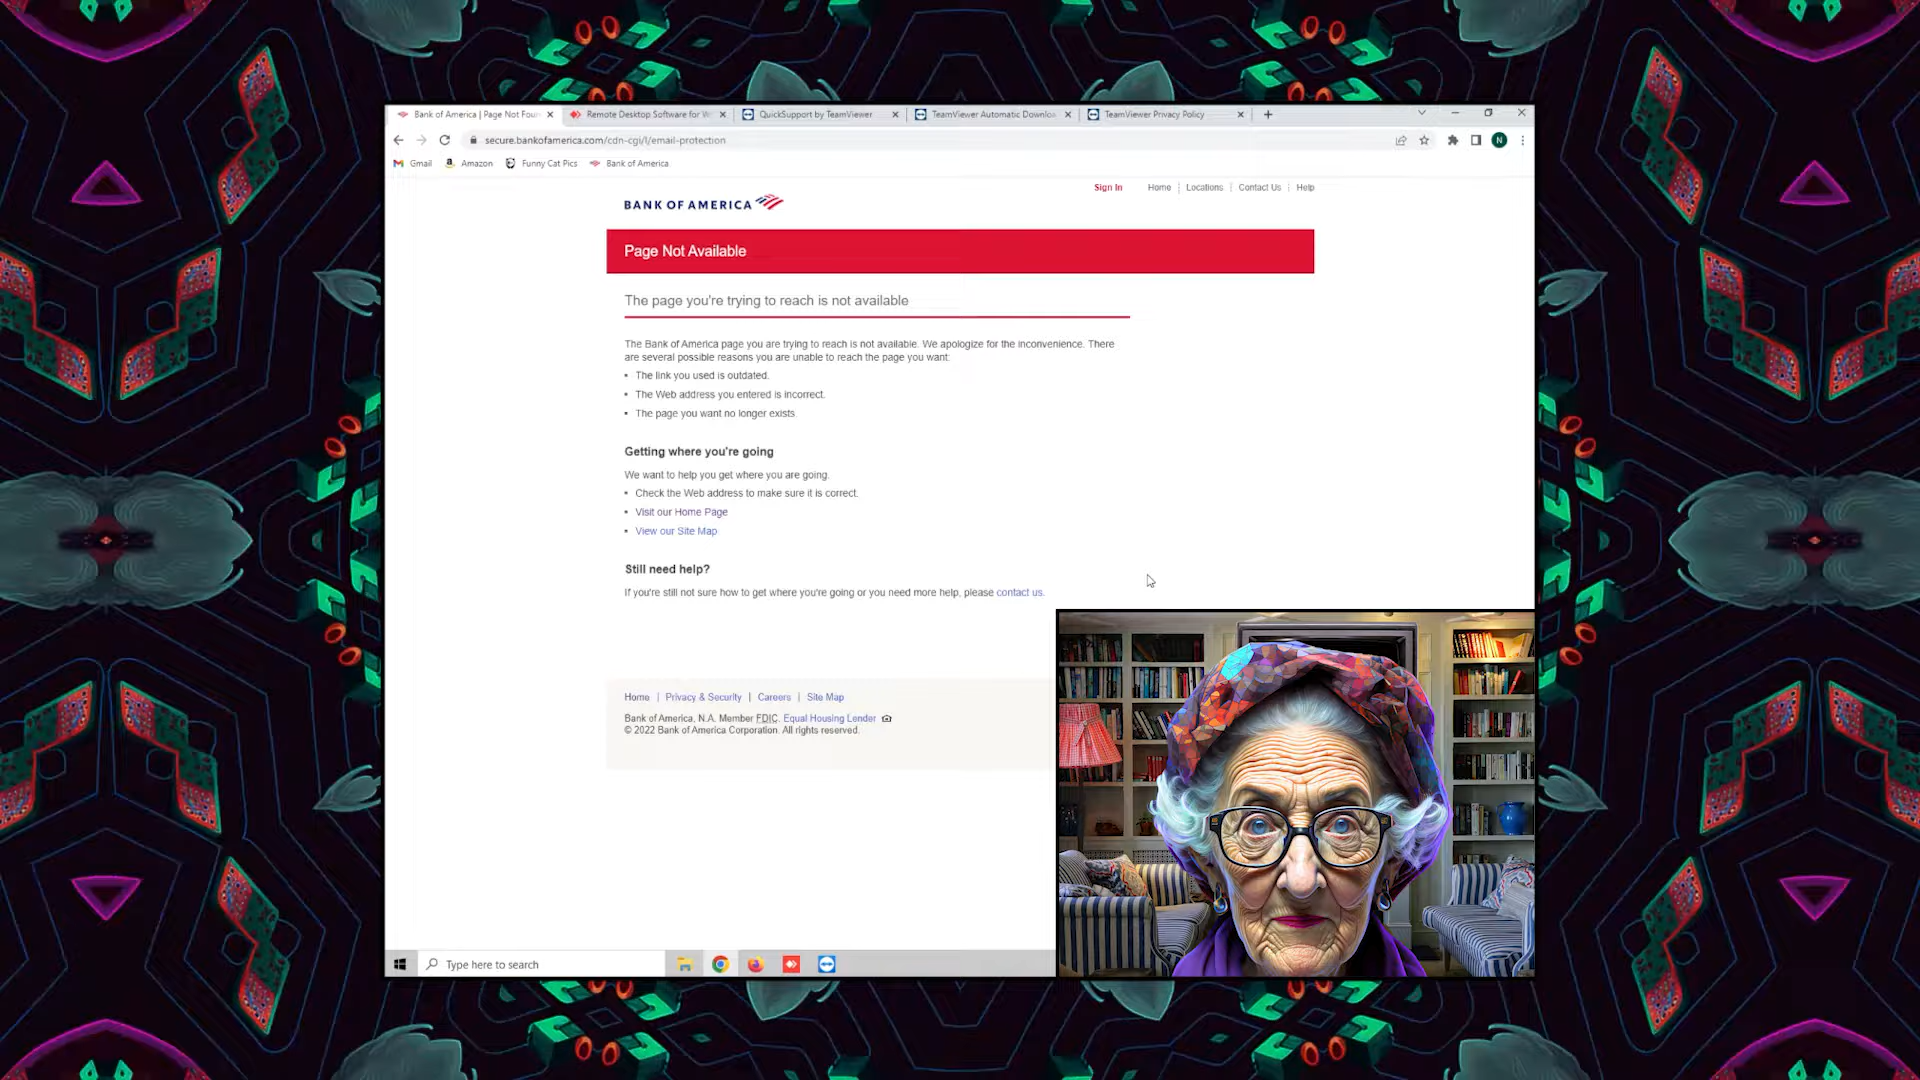 Bank of America | Page Not Foun
Remote Desktop Software for W
QuickSupport by TeamViewer
TeamViewer Automatic Downloa
TeamViewer Privacy Policy
secure.bankofamerica.com/cdn-cgi/l/email-protection
N
Gmail
Amazon
Funny Cat Pics
Bank of America
Sign In
Home
Locations
Contact Us
Help
BANK OF AMERICA
Page Not Available
The page you're trying to reach is not available
The Bank of America page you are trying to reach is not available. We apologize for the inconvenience. There
are several possible reasons you are unable to reach the page you want:
The link you used is outdated.
The Web address you entered is incorrect.
The page you want no longer exists.
Getting where you're going
We want to help you get where you are going.
Check the Web address to make sure it is correct.
Visit our Home Page
View our Site Map
Still need help?
If you're still not sure how to get where you're going or you need more help, please contact us.
Home | Privacy & Security | Careers | Site Map
Bank of America, N.A. Member FDIC. Equal Housing Lender
© 2022 Bank of America Corporation. All rights reserved.
Type here to search